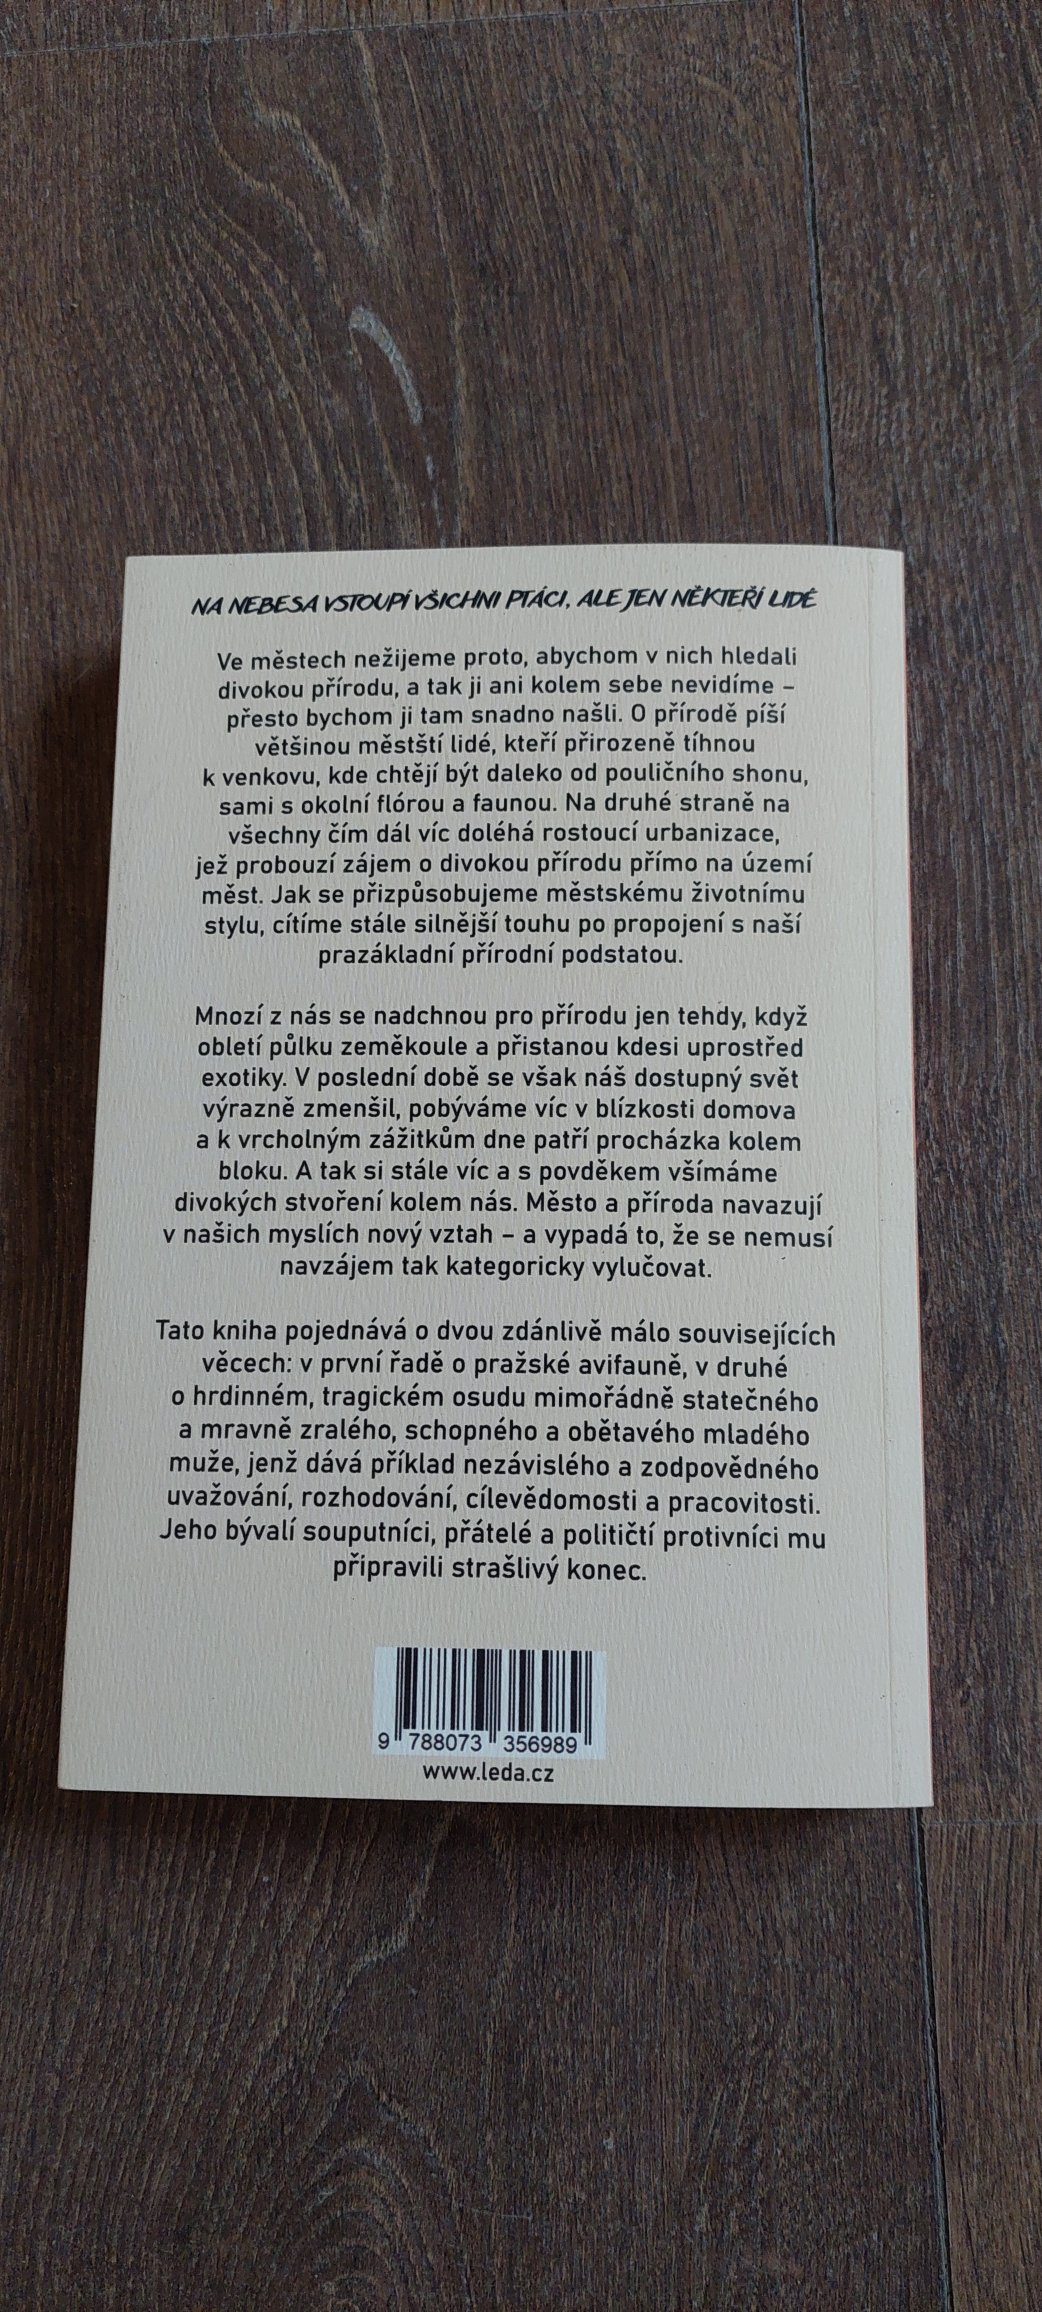 NA NEBESA VSTOUPÍ VŠICHNI PTÁCI, ALE JEN NĚKTEŘÍ LIDÉ
Ve městech nežijeme proto, abychom v nich hledali
divokou přírodu, a tak ji ani kolem sebe nevidíme –
přesto bychom ji tam snadno našli. O přírodě píší
většinou městští lidé, kteří přirozeně tíhnou
k venkovu, kde chtějí být daleko od pouličního shonu,
sami s okolní flórou a faunou. Na druhé straně na
všechny čím dál víc doléhá rostoucí urbanizace,
jež probouzí zájem o divokou přírodu přímo na území
měst. Jak se přizpůsobujeme městskému životnímu
stylu, cítíme stále silnější touhu po propojení s naší
prazákladní přírodní podstatou.
Mnozí z nás se nadchnou pro přírodu jen tehdy, když
obletí půlku zeměkoule a přistanou kdesi uprostřed
exotiky. V poslední době se však náš dostupný svět
výrazně zmenšil, pobýváme víc v blízkosti domova
a k vrcholným zážitkům dne patří procházka kolem
bloku. A tak si stále víc a s povděkem všímáme
divokých stvoření kolem nás. Město a příroda navazují
v našich myslích nový vztah – a vypadá to, že se nemusí
navzájem tak kategoricky vylučovat.
Tato kniha pojednává o dvou zdánlivě málo souvisejících
věcech: v první řadě o pražské avifauně, v druhé
o hrdinném, tragickém osudu mimořádně statečného
a mravně zralého, schopného a obětavého mladého
muže, jenž dává příklad nezávislého a zodpovědného
uvažování, rozhodování, cílevědomosti a pracovitosti.
Jeho bývalí souputníci, přátelé a političtí protivníci mu
připravili strašlivý konec.
9 788073 356989
www.leda.cz